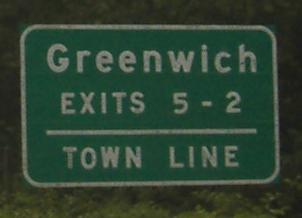 Greenwich
EXITS 5 - 2
TOWN LINE